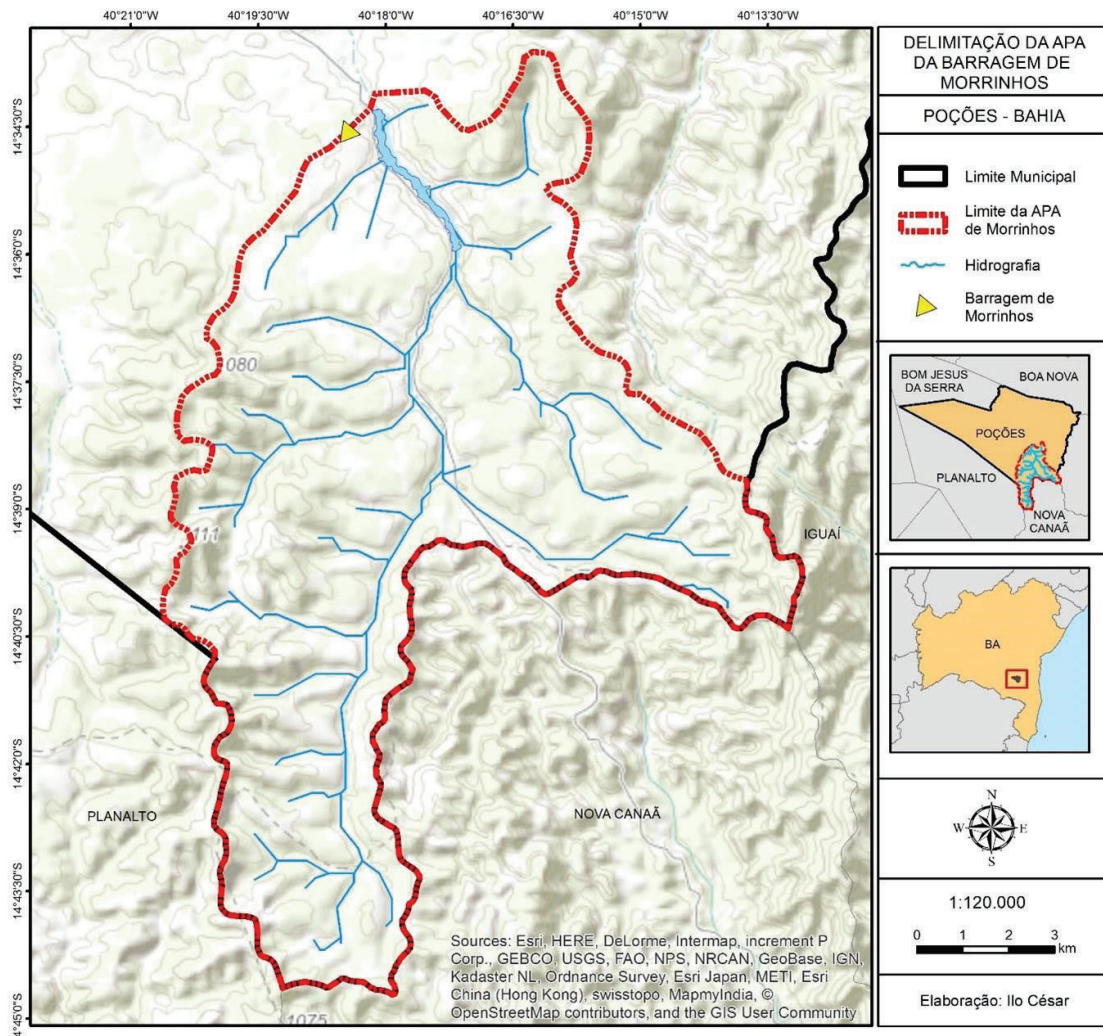 40°21'0"W
40°19'30"W
40°18'0"W
40°16'30"W
40°15'0"W
40°13'30"W
14°34'30"S
14°36'0"S
14°37'30"S
14°39'0"S
14°40'30"S
14°42'0"S
14°43'30"S
14°45'0"S
080
111
1075
IGUAÍ
PLANALTO
NOVA CANAÃ
Sources: Esri, HERE, DeLorme, Intermap, increment P
Corp., GEBCO, USGS, FAO, NPS, NRCAN, GeoBase, IGN,
Kadaster NL, Ordnance Survey, Esri Japan, METI, Esri
China (Hong Kong), swisstopo, MapmyIndia, ©
OpenStreetMap contributors, and the GIS User Community
DELIMITAÇÃO DA APA
DA BARRAGEM DE
MORRINHOS
POÇÕES - BAHIA
Limite Municipal
Limite da APA
de Morrinhos
Hidrografia
Barragem de
Morrinhos
BOM JESUS
DA SERRA
BOA NOVA
POÇÕES
PLANALTO
NOVA
CANAÃ
BA
N
W
E
S
1:120.000
0 1 2 3
km
Elaboração: Ilo César